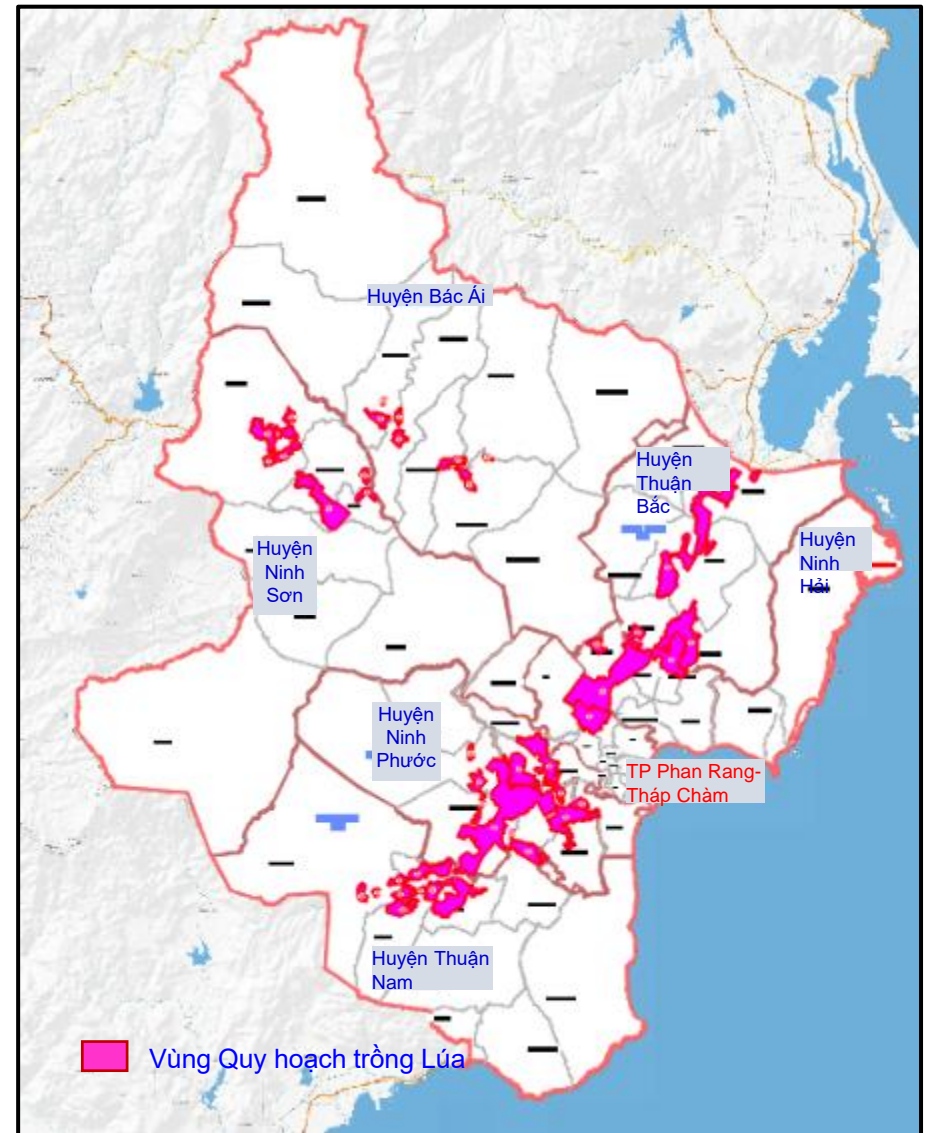 Huyện Bác Ái
Huyện
Thuận
Bắc
Huyện
Ninh
Hải
Huyện
Ninh
Sơn
Huyện
Ninh
Phước
TP Phan Rang-
Tháp Chàm
Huyện Thuận
Nam
Vùng Quy hoạch trồng Lúa